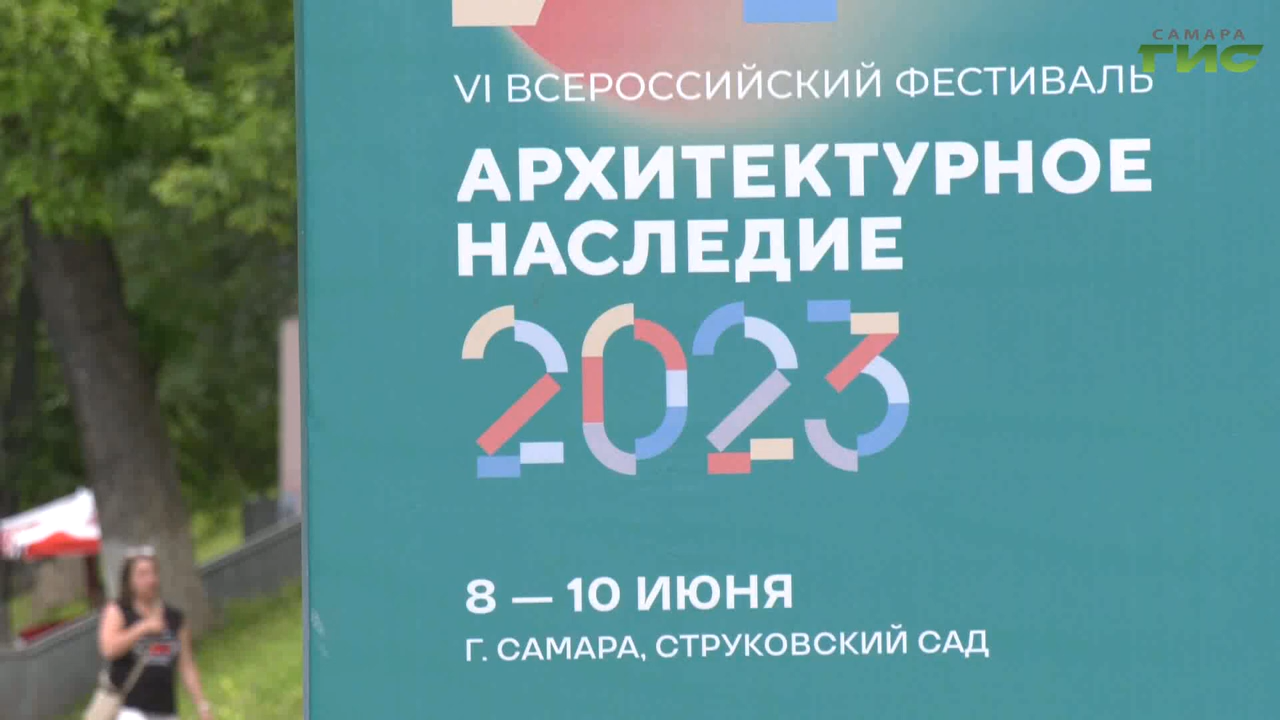 САМАРА
ГИС
VI ВСЕРОССИЙСКИЙ ФЕСТИВАЛЬ
АРХИТЕКТУРНОЕ
НАСЛЕДИЕ
2023
8 — 10 ИЮНЯ
Г. САМАРА, СТРУКОВСКИЙ САД